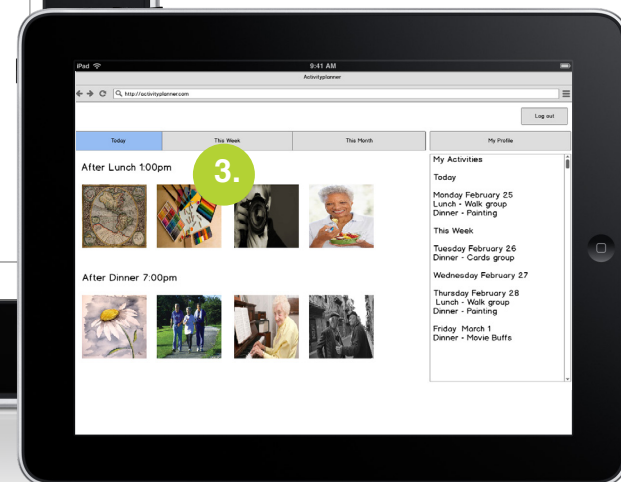 iPad
9:41 AM
Activityplanner
http://activityplanner.com
Log out
Today
This Week
This Month
My Profile
3.
After Lunch 1:00pm
After Dinner 7:00pm
My Activities
Today
Monday February 25
Lunch - Walk group
Dinner - Painting
This Week
Tuesday February 26
Dinner - Cards group
Wednesday February 27
Thursday February 28
Lunch - Walk group
Dinner - Painting
Friday March 1
Dinner - Movie Buffs